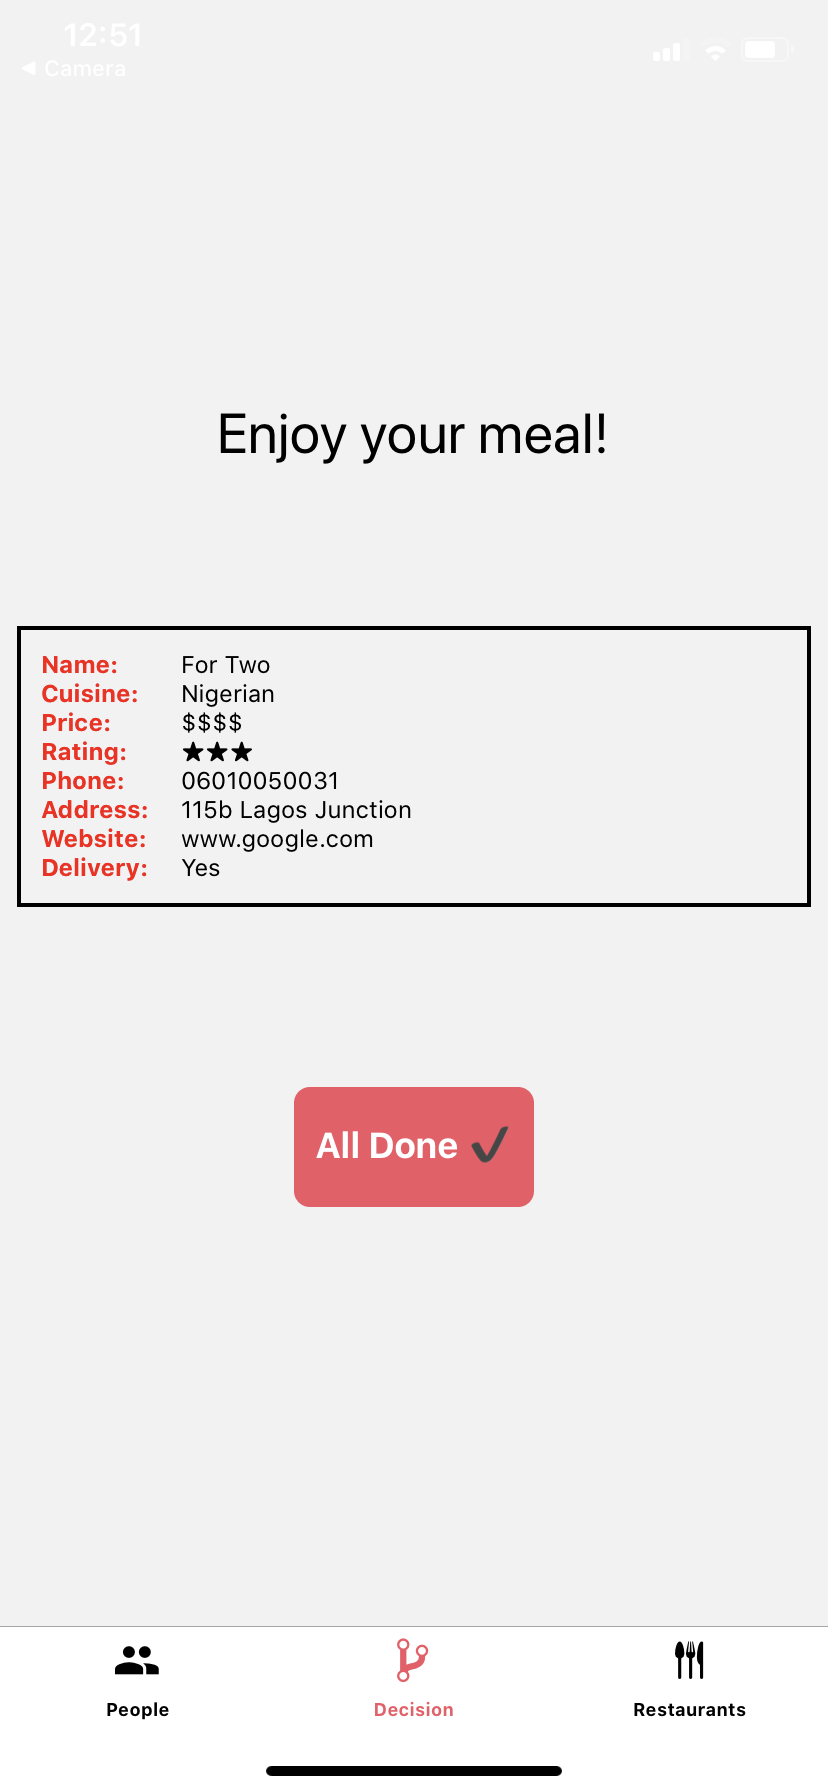 12:51
◀ Camera
Enjoy your meal!
Name: For Two
Cuisine: Nigerian
Price: $$$$
Rating: ★★★
Phone: 06010050031
Address: 115b Lagos Junction
Website: www.google.com
Delivery: Yes
All Done ✔
People
Decision
Restaurants